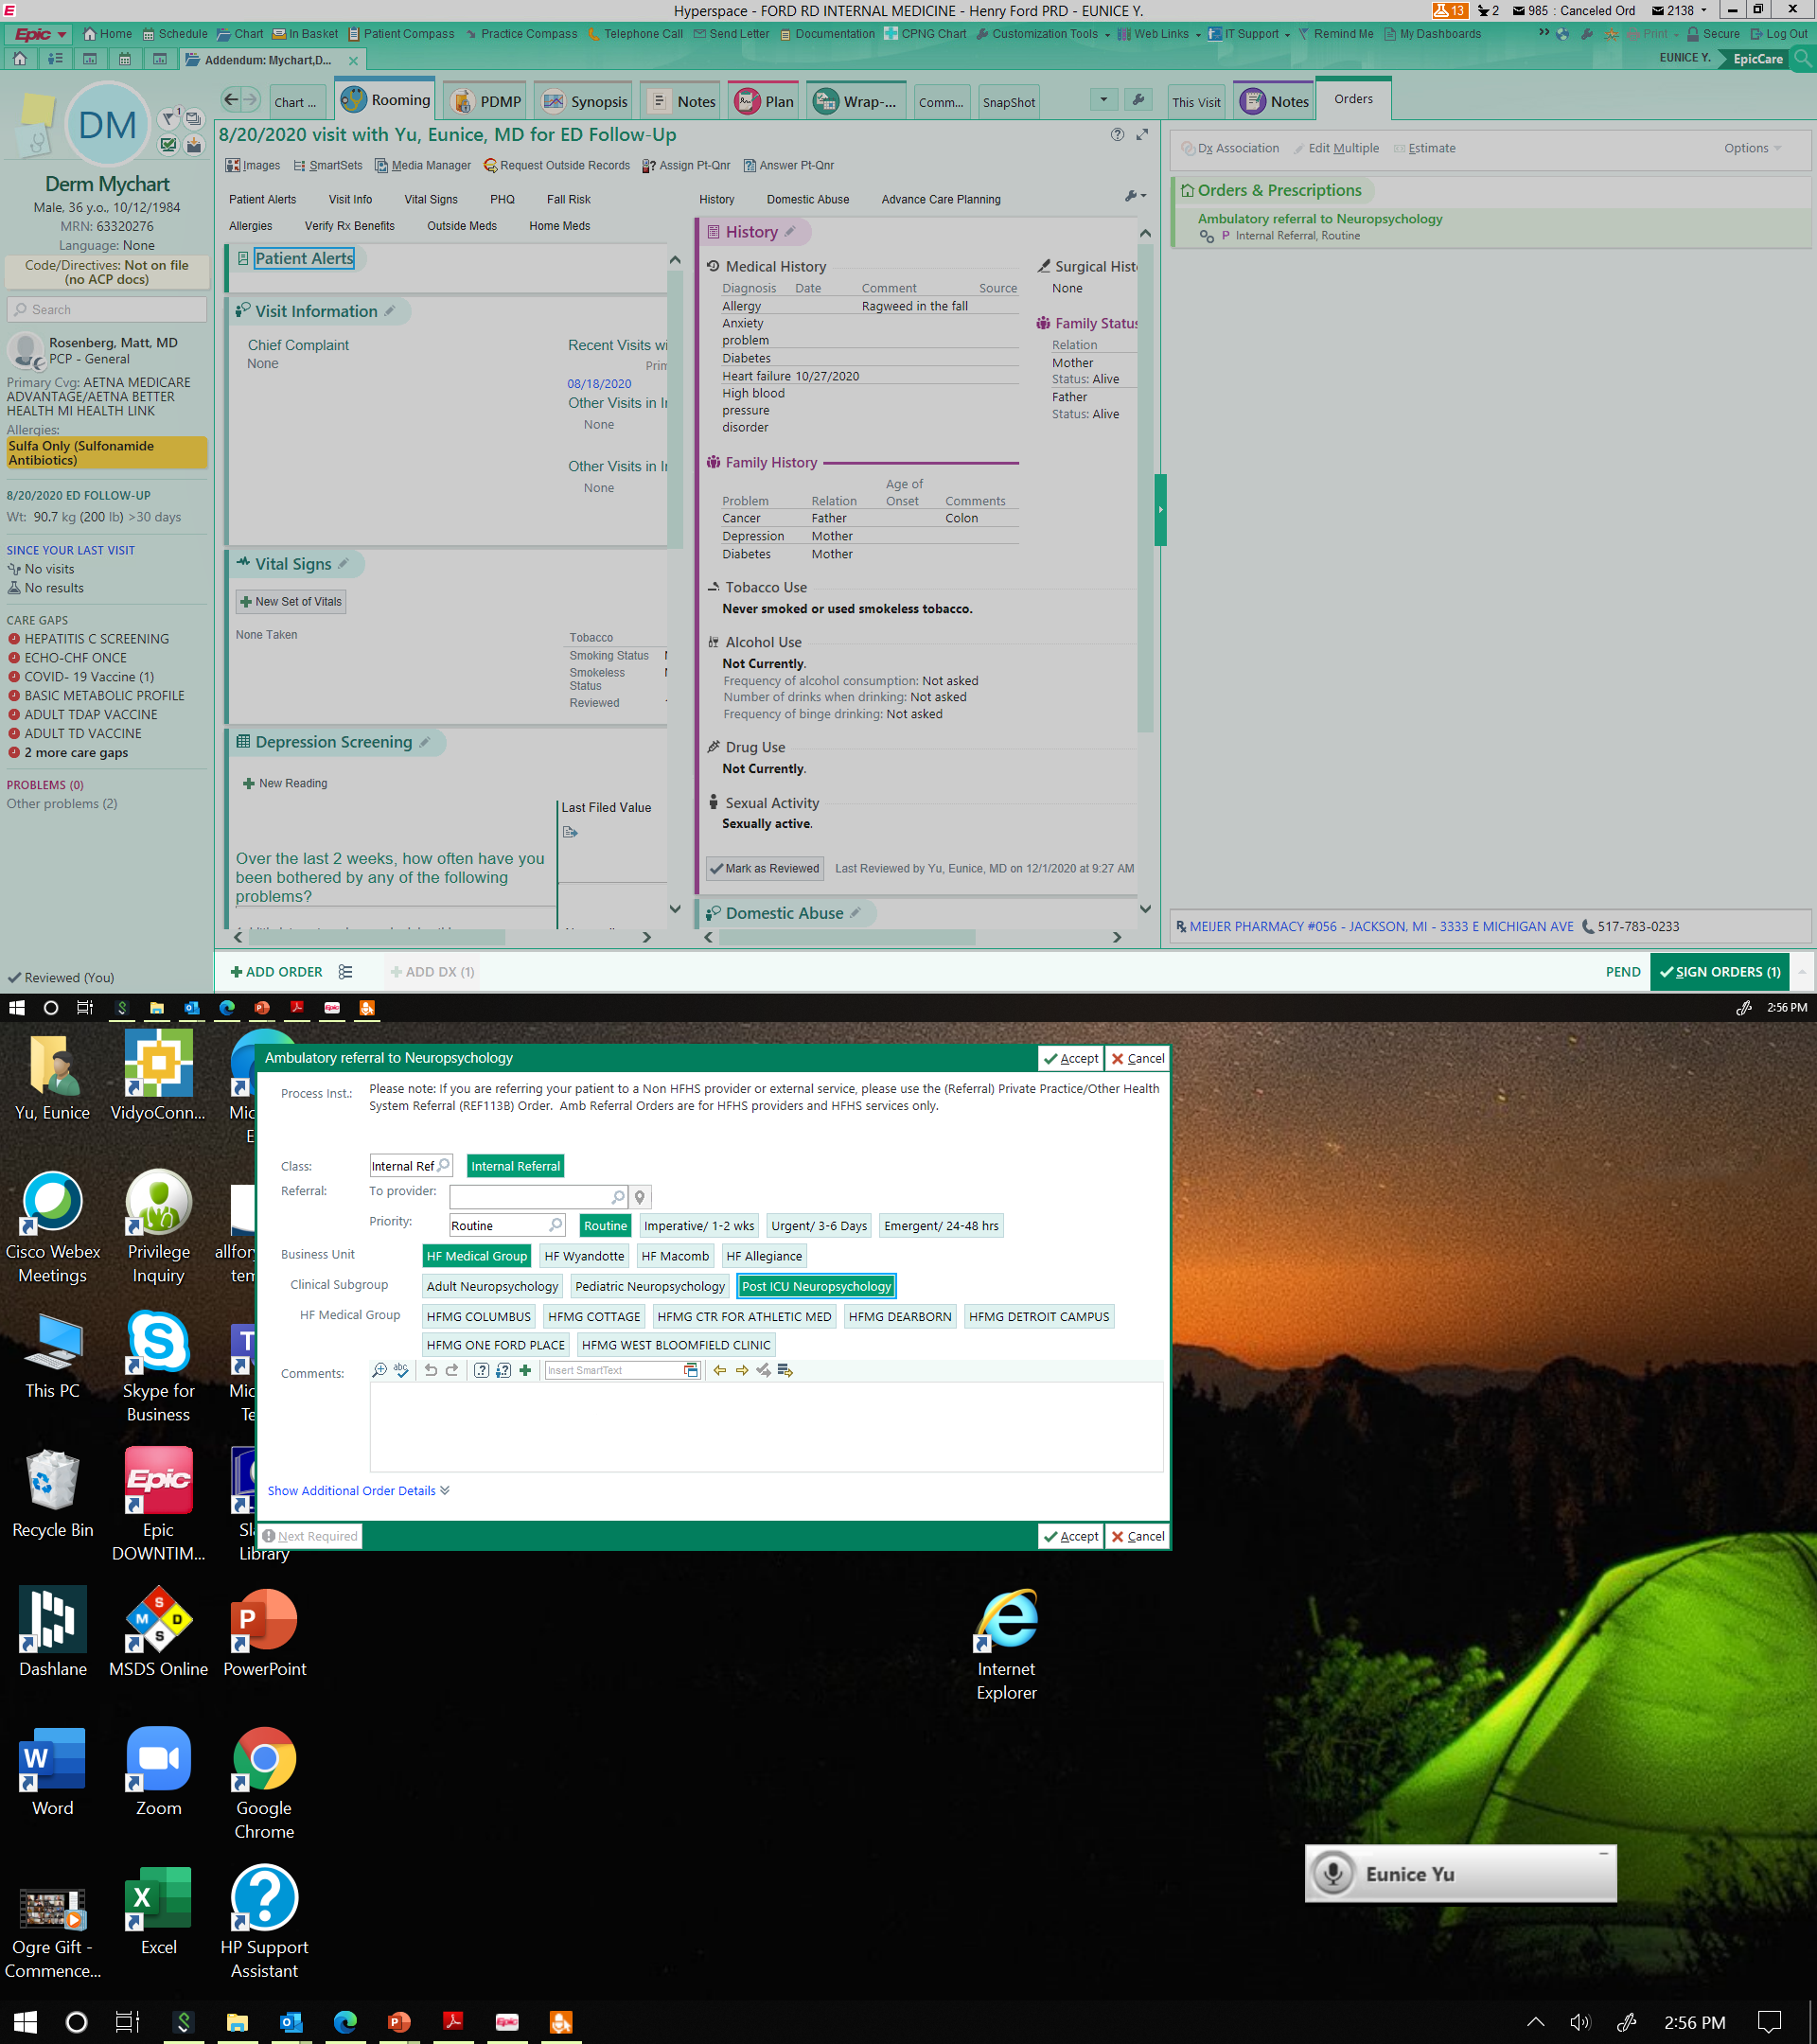 Hyperspace - FORD RD INTERNAL MEDICINE - Henry Ford PRD - EUNICE Y.
13 2 985 : Canceled Ord 2138
Epic Home Schedule Chart In Basket Patient Compass Practice Compass Telephone Call Send Letter Documentation CPNG Chart Customization Tools Web Links IT Support Remind Me My Dashboards Print Secure Log Out
Addendum: Mychart,D...
EUNICE Y. EpicCare
DM
1
Derm Mychart
Male, 36 y.o., 10/12/1984
MRN: 63320276
Language: None
Code/Directives: Not on file
(no ACP docs)
Search
Rosenberg, Matt, MD
PCP - General
Primary Cvg: AETNA MEDICARE
ADVANTAGE/AETNA BETTER
HEALTH MI HEALTH LINK
Allergies:
Sulfa Only (Sulfonamide
Antibiotics)
8/20/2020 ED FOLLOW-UP
Wt: 90.7 kg (200 lb) >30 days
SINCE YOUR LAST VISIT
No visits
No results
CARE GAPS
HEPATITIS C SCREENING
ECHO-CHF ONCE
COVID- 19 Vaccine (1)
BASIC METABOLIC PROFILE
ADULT TDAP VACCINE
ADULT TD VACCINE
2 more care gaps
PROBLEMS (0)
Other problems (2)
Reviewed (You)
Chart ... Rooming PDMP Synopsis Notes Plan Wrap-... Comm... SnapShot
8/20/2020 visit with Yu, Eunice, MD for ED Follow-Up
Images SmartSets Media Manager Request Outside Records Assign Pt-Qnr Answer Pt-Qnr
Patient Alerts Visit Info Vital Signs PHQ Fall Risk
Allergies Verify Rx Benefits Outside Meds Home Meds
Patient Alerts
Visit Information
Chief Complaint
None
Recent Visits wi
Prim
08/18/2020
Other Visits in Ir
None
Other Visits in Ir
None
Vital Signs
New Set of Vitals
None Taken
Tobacco
Smoking Status
Smokeless
Status
Reviewed
Depression Screening
New Reading
Last Filed Value
Over the last 2 weeks, how often have you
been bothered by any of the following
problems?
History Domestic Abuse Advance Care Planning
History
Medical History
Diagnosis Date Comment Source
Allergy Ragweed in the fall
Anxiety
problem
Diabetes
Heart failure 10/27/2020
High blood
pressure
disorder
Surgical Hist
None
Family Status
Relation
Mother
Status: Alive
Father
Status: Alive
Family History
Age of
Problem Relation Onset Comments
Cancer Father Colon
Depression Mother
Diabetes Mother
Tobacco Use
Never smoked or used smokeless tobacco.
Alcohol Use
Not Currently.
Frequency of alcohol consumption: Not asked
Number of drinks when drinking: Not asked
Frequency of binge drinking: Not asked
Drug Use
Not Currently.
Sexual Activity
Sexually active.
Mark as Reviewed Last Reviewed by Yu, Eunice, MD on 12/1/2020 at 9:27 AM
Domestic Abuse
This Visit Notes Orders
Dx Association Edit Multiple Estimate Options
Orders & Prescriptions
Ambulatory referral to Neuropsychology
P Internal Referral, Routine
MEIJER PHARMACY #056 - JACKSON, MI - 3333 E MICHIGAN AVE 517-783-0233
ADD ORDER ADD DX (1) PEND SIGN ORDERS (1)
2:56 PM
Ambulatory referral to Neuropsychology Accept Cancel
Process Inst.: Please note: If you are referring your patient to a Non HFHS provider or external service, please use the (Referral) Private Practice/Other Health
System Referral (REF113B) Order. Amb Referral Orders are for HFHS providers and HFHS services only.
Class: Internal Ref Internal Referral
Referral: To provider:
Priority: Routine Routine Imperative/ 1-2 wks Urgent/ 3-6 Days Emergent/ 24-48 hrs
Business Unit HF Medical Group HF Wyandotte HF Macomb HF Allegiance
Clinical Subgroup Adult Neuropsychology Pediatric Neuropsychology Post ICU Neuropsychology
HF Medical Group HFMG COLUMBUS HFMG COTTAGE HFMG CTR FOR ATHLETIC MED HFMG DEARBORN HFMG DETROIT CAMPUS
HFMG ONE FORD PLACE HFMG WEST BLOOMFIELD CLINIC
Comments: Insert SmartText
Show Additional Order Details
Next Required Accept Cancel
Yu, Eunice VidyoConn... Mic
E
Cisco Webex
Meetings
Privilege
Inquiry
allfor
tem
This PC
Skype for
Business
Mic
Te
Recycle Bin
Epic
Epic
DOWNTIM...
Sl
Library
Dashlane
M S D S
MSDS Online
P
PowerPoint
Internet
Explorer
W
Word
Zoom
Google
Chrome
Ogre Gift -
Commence...
X
Excel
?
HP Support
Assistant
Eunice Yu
2:56 PM